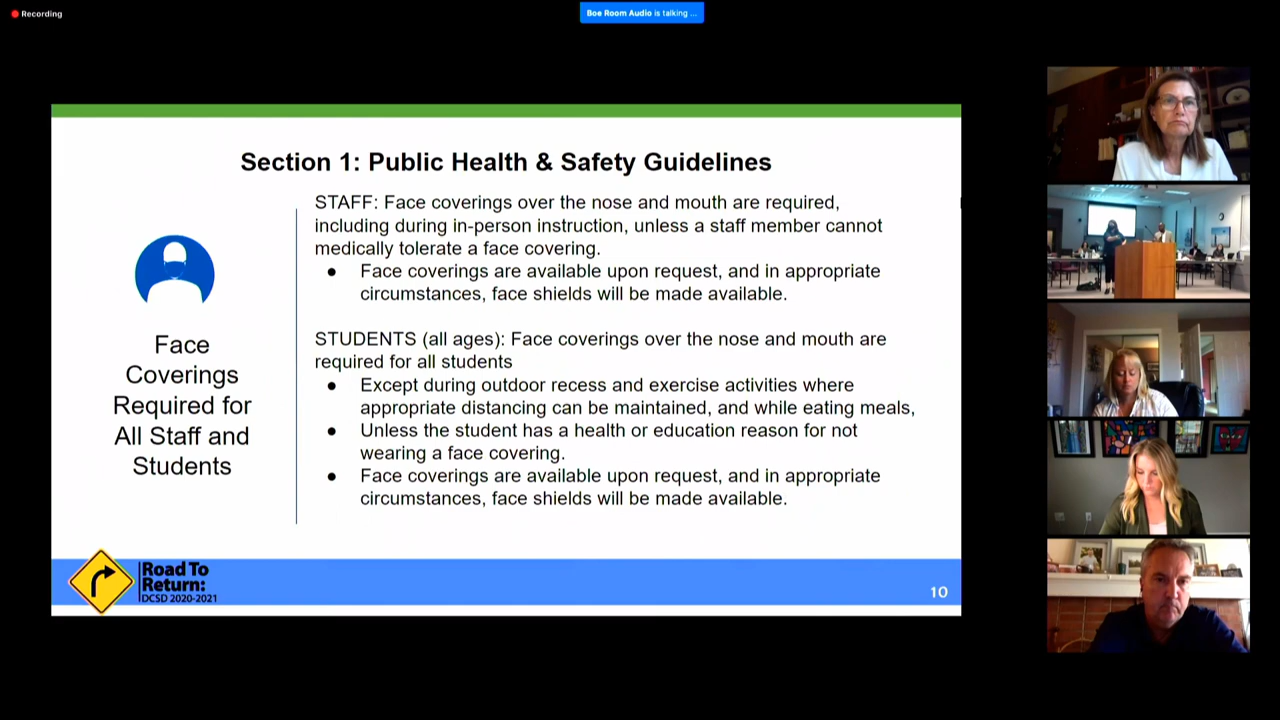 Recording
Boe Room Audio is talking ...
Section 1: Public Health & Safety Guidelines
Face
Coverings
Required for
All Staff and
Students
STAFF: Face coverings over the nose and mouth are required,
including during in-person instruction, unless a staff member cannot
medically tolerate a face covering.
● Face coverings are available upon request, and in appropriate
circumstances, face shields will be made available.
STUDENTS (all ages): Face coverings over the nose and mouth are
required for all students
● Except during outdoor recess and exercise activities where
appropriate distancing can be maintained, and while eating meals,
● Unless the student has a health or education reason for not
wearing a face covering.
● Face coverings are available upon request, and in appropriate
circumstances, face shields will be made available.
Road To
Return:
DCSD 2020-2021
10